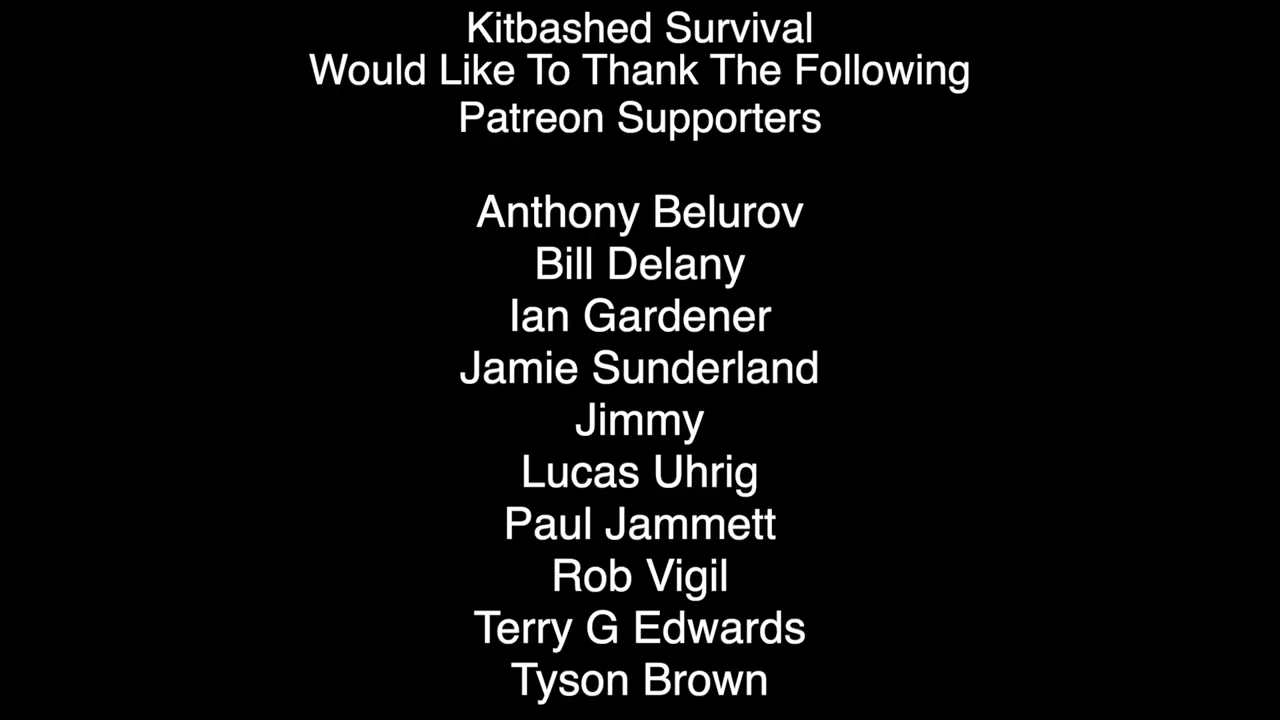 Kitbashed Survival
Would Like To Thank The Following
Patreon Supporters
Anthony Belurov
Bill Delany
Ian Gardener
Jamie Sunderland
Jimmy
Lucas Uhrig
Paul Jammett
Rob Vigil
Terry G Edwards
Tyson Brown